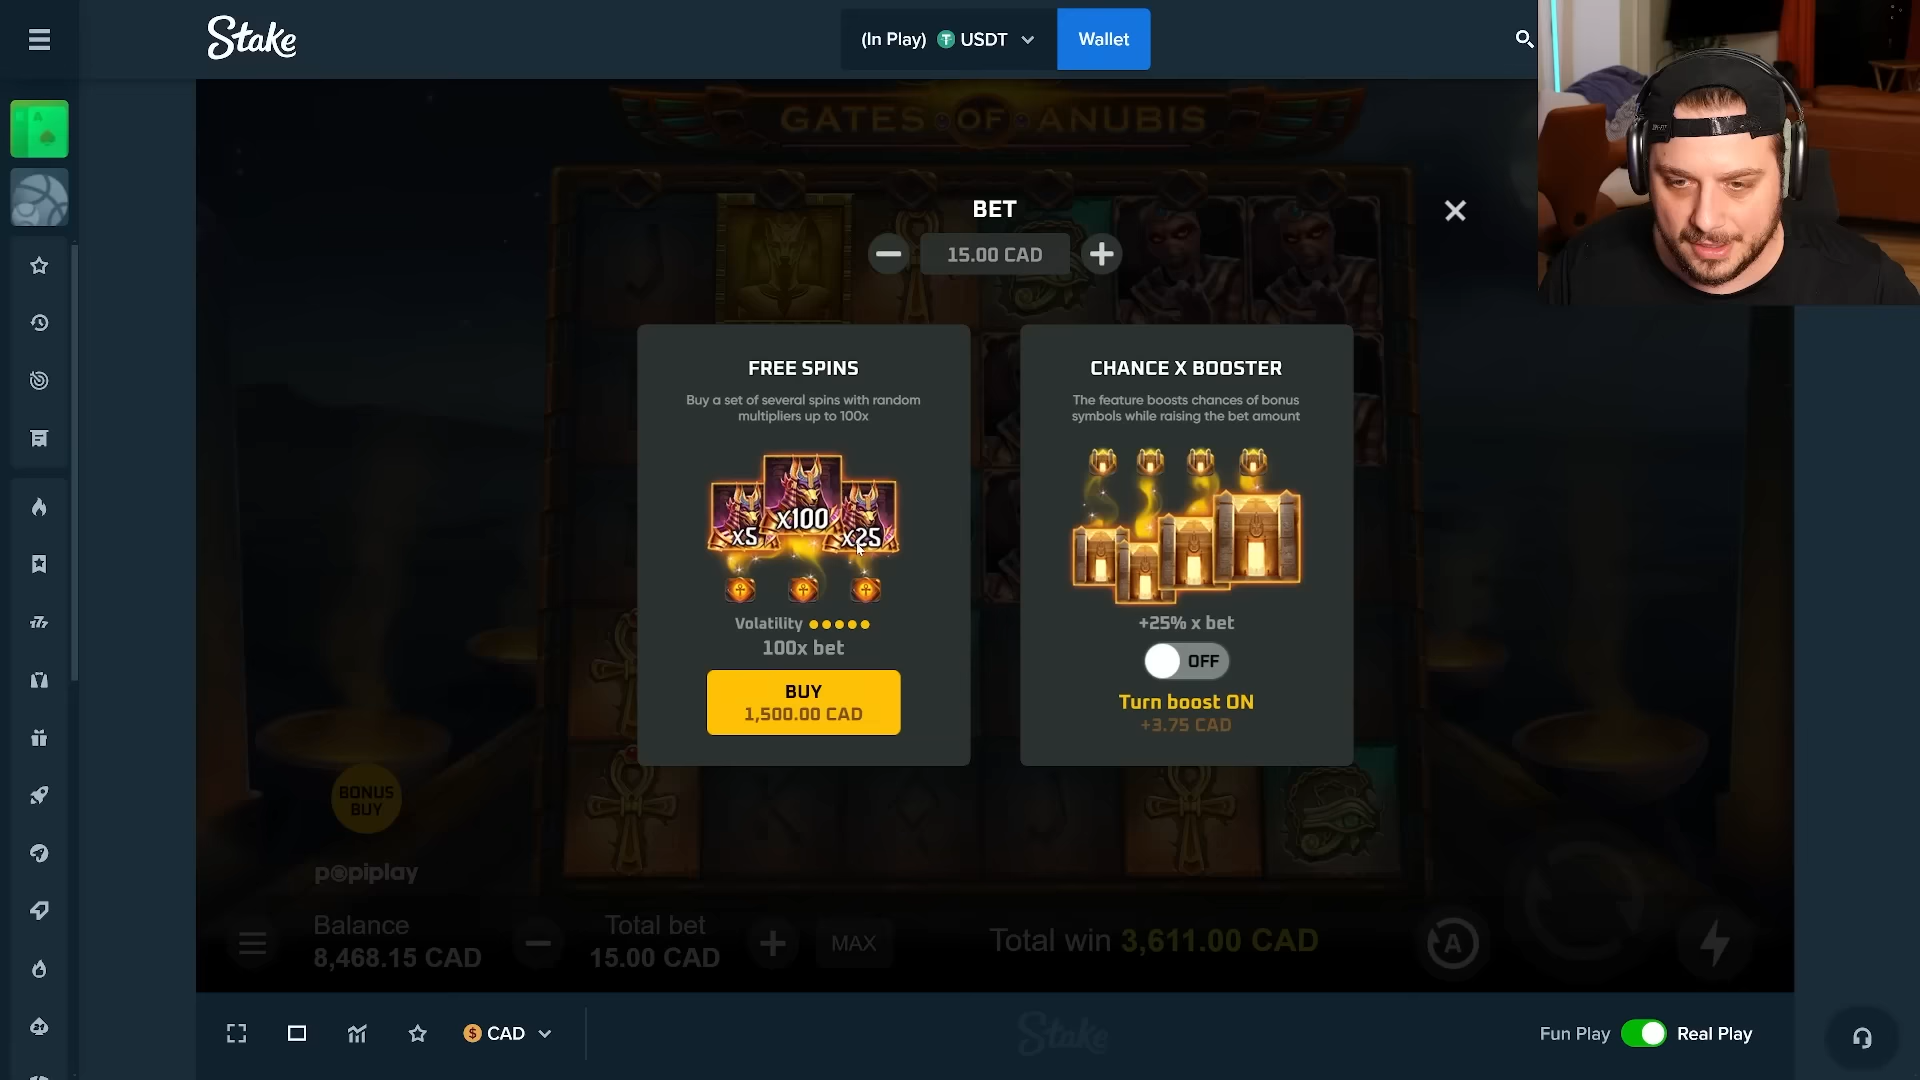 Stake
(In Play) USDT
Wallet
GATES OF ANUBIS
BET
15.00 CAD
FREE SPINS
Buy a set of several spins with random
multipliers up to 100x
x5
x100
x25
Volatility
100x bet
BUY
1,500.00 CAD
CHANCE X BOOSTER
The feature boosts chances of bonus
symbols while raising the bet amount
+25% x bet
OFF
Turn boost ON
+3.75 CAD
BONUS
BUY
popiplay
Balance
8,468.15 CAD
Total bet
15.00 CAD
MAX
Total win 3,611.00 CAD
A
CAD
Stake
Fun Play
Real Play